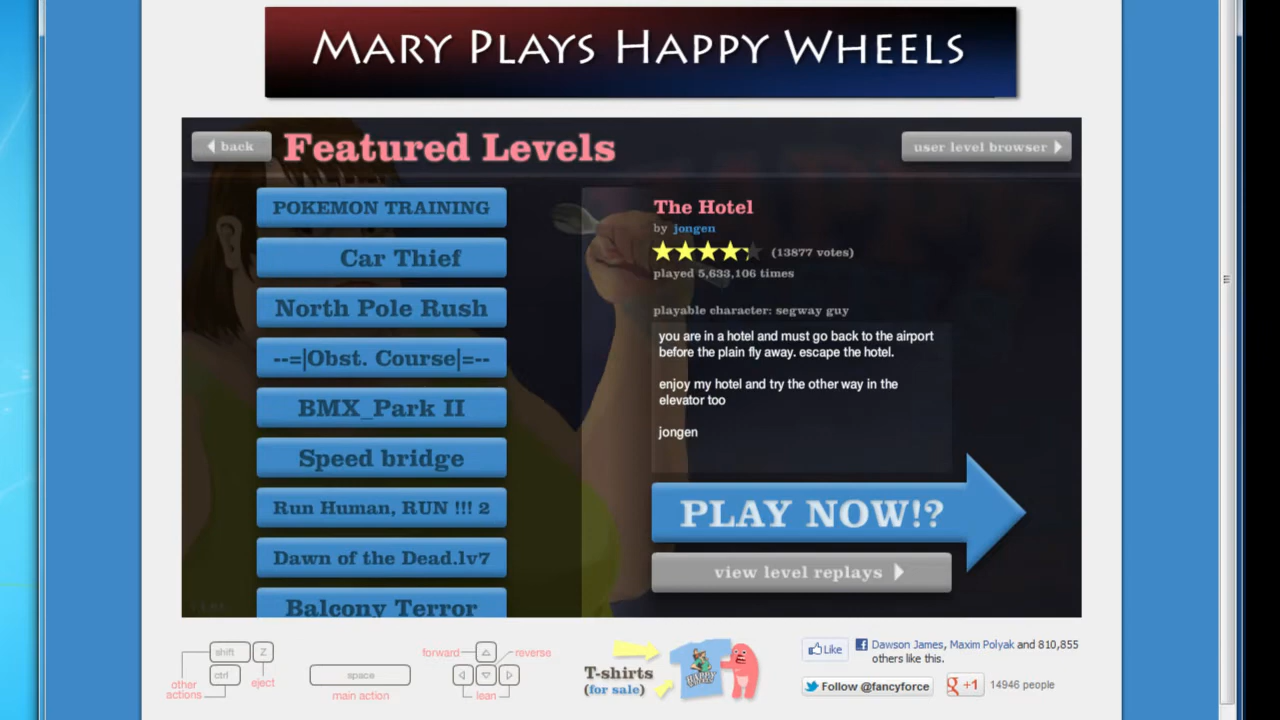 Mary Plays Happy Wheels
back
Featured Levels
user level browser
POKEMON TRAINING
Car Thief
North Pole Rush
--=|Obst. Course|=--
BMX_Park II
Speed bridge
Run Human, RUN !!! 2
Dawn of the Dead.lv7
Balcony Terror
The Hotel
by jongen
(13877 votes)
played 5,633,106 times
playable character: segway guy
you are in a hotel and must go back to the airport
before the plain fly away. escape the hotel.
enjoy my hotel and try the other way in the
elevator too
jongen
PLAY NOW!?
view level replays
shift
Z
ctrl
other
actions
eject
space
main action
forward
reverse
lean
T-shirts
(for sale)
Like
Dawson James, Maxim Polyak and 810,855
others like this.
Follow @fancyforce
g +1
14946 people